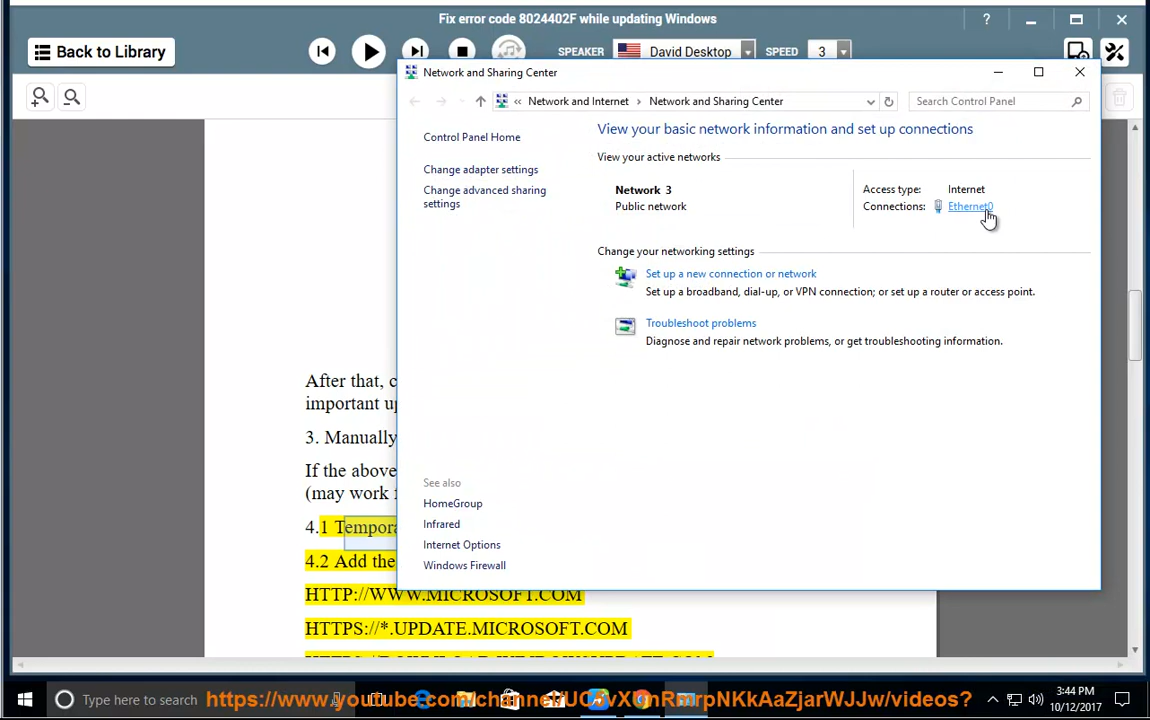 Fix error code 8024402F while updating Windows
Back to Library
SPEAKER
David Desktop
SPEED
3
Network and Sharing Center
« Network and Internet > Network and Sharing Center
Search Control Panel
Control Panel Home
Change adapter settings
Change advanced sharing
settings
View your basic network information and set up connections
View your active networks
Network 3
Public network
Access type: Internet
Connections: Ethernet0
Change your networking settings
Set up a new connection or network
Set up a broadband, dial-up, or VPN connection; or set up a router or access point.
Troubleshoot problems
Diagnose and repair network problems, or get troubleshooting information.
See also
HomeGroup
Infrared
Internet Options
Windows Firewall
After that, c
important up
3. Manually
If the above
(may work f
4.1 Tempora
4.2 Add the
HTTP://WWW.MICROSOFT.COM
HTTPS://*.UPDATE.MICROSOFT.COM
Type here to search
3:44 PM
10/12/2017